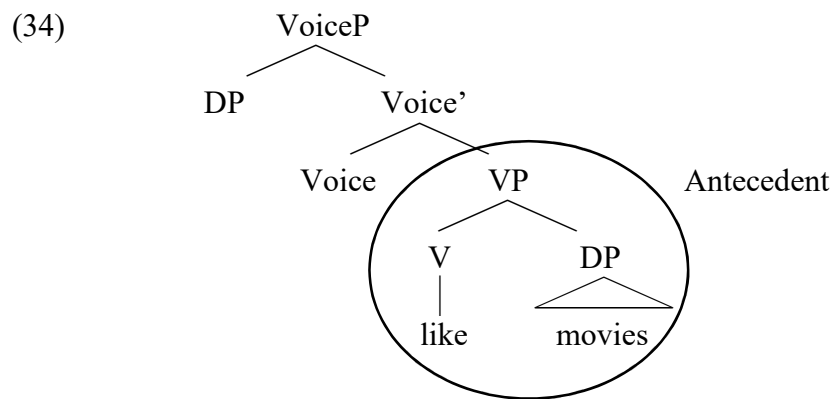 (34) VoiceP
DP Voice’
Voice VP Antecedent
V DP
like movies